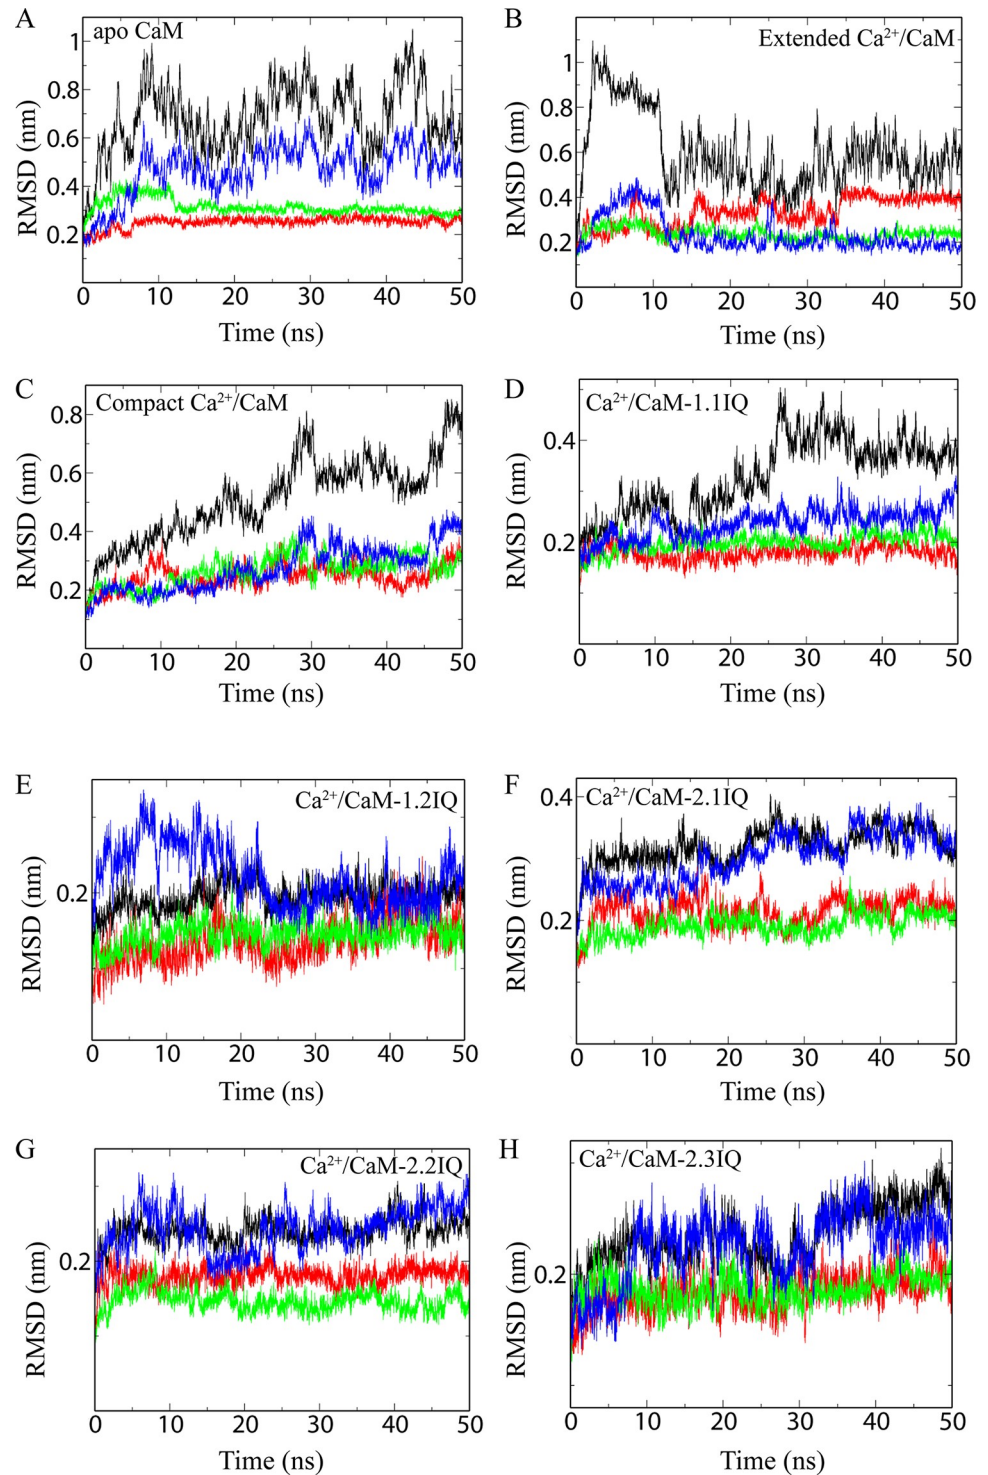 A
apo CaM
1
0.8
0.6
0.4
0.2
RMSD (nm)
0 10 20 30 40 50
Time (ns)
B
Extended Ca²⁺/CaM
1
0.8
0.6
0.4
0.2
RMSD (nm)
0 10 20 30 40 50
Time (ns)
C
Compact Ca²⁺/CaM
0.8
0.6
0.4
0.2
RMSD (nm)
0 10 20 30 40 50
Time (ns)
D
Ca²⁺/CaM-1.1IQ
0.4
0.2
RMSD (nm)
0 10 20 30 40 50
Time (ns)
E
Ca²⁺/CaM-1.2IQ
0.2
RMSD (nm)
0 10 20 30 40 50
Time (ns)
F
Ca²⁺/CaM-2.1IQ
0.4
0.2
RMSD (nm)
0 10 20 30 40 50
Time (ns)
G
Ca²⁺/CaM-2.2IQ
0.2
RMSD (nm)
0 10 20 30 40 50
Time (ns)
H
Ca²⁺/CaM-2.3IQ
0.2
RMSD (nm)
0 10 20 30 40 50
Time (ns)